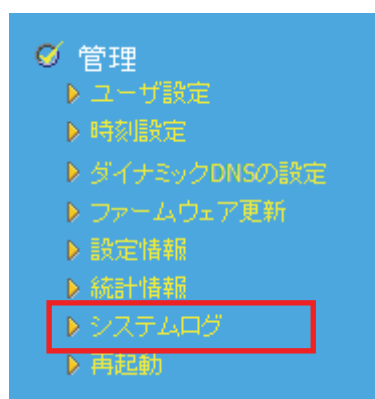 管理
ユーザ設定
時刻設定
ダイナミックDNSの設定
ファームウェア更新
設定情報
統計情報
システムログ
再起動